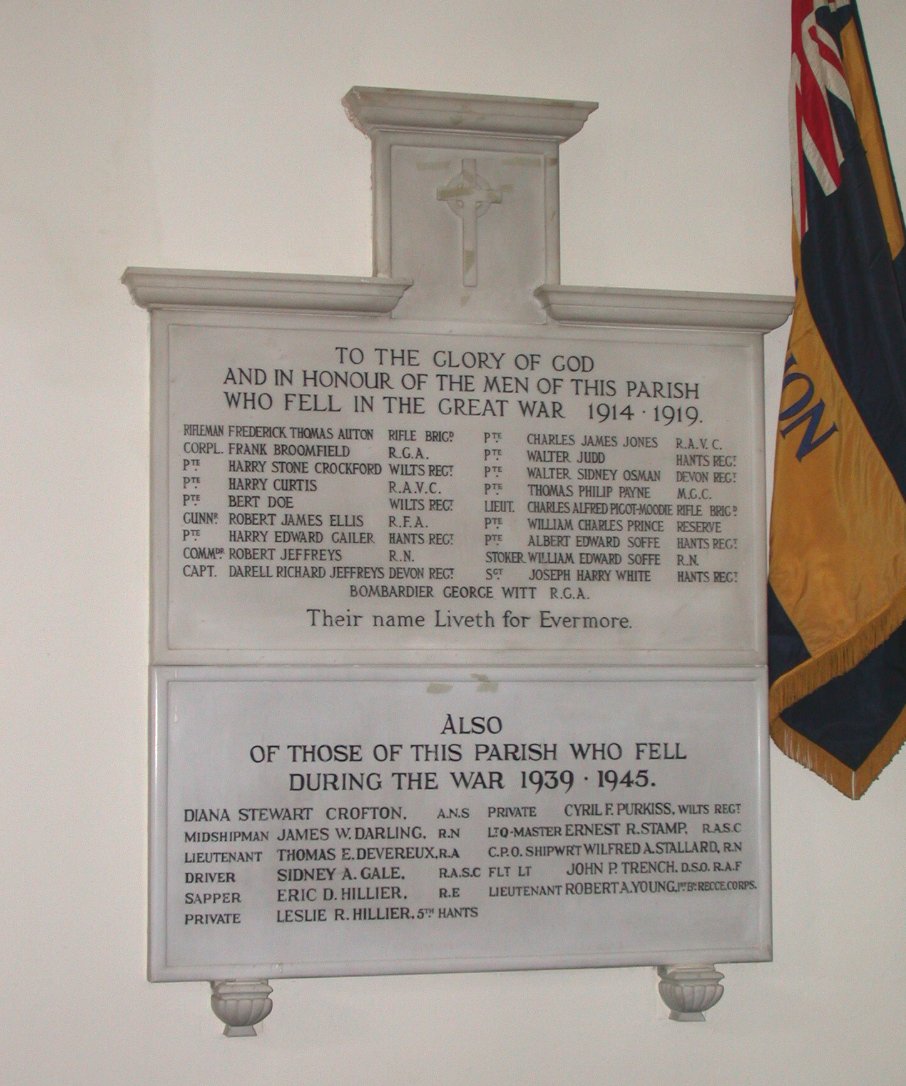 TO THE GLORY OF GOD
AND IN HONOUR OF THE MEN OF THIS PARISH
WHO FELL IN THE GREAT WAR 1914 · 1919.
RIFLEMAN FREDERICK THOMAS AUTON RIFLE BRIGD.
CORPL. FRANK BROOMFIELD R.G.A.
PTE. HARRY STONE CROCKFORD WILTS REGT.
PTE. HARRY CURTIS R.A.V.C.
PTE. BERT DOE WILTS REGT.
GUNNR. ROBERT JAMES ELLIS R.F.A.
PTE. HARRY EDWARD GAILER HANTS REGT.
COMMDR. ROBERT JEFFREYS R.N.
CAPT. DARELL RICHARD JEFFREYS DEVON REGT.
PTE. CHARLES JAMES JONES R.A.V.C.
PTE. WALTER JUDD HANTS REGT.
PTE. WALTER SIDNEY OSMAN DEVON REGT.
PTE. THOMAS PHILIP PAYNE M.G.C.
LIEUT. CHARLES ALFRED PIGOT-MOODIE RIFLE BRIGD.
PTE. WILLIAM CHARLES PRINCE RESERVE
PTE. ALBERT EDWARD SOFFE HANTS REGT.
STOKER WILLIAM EDWARD SOFFE R.N.
SGT. JOSEPH HARRY WHITE HANTS REGT.
BOMBARDIER GEORGE WITT R.G.A.
Their name Liveth for Evermore.
ALSO
OF THOSE OF THIS PARISH WHO FELL
DURING THE WAR 1939 · 1945.
DIANA STEWART CROFTON, A.N.S
MIDSHIPMAN JAMES W. DARLING, R.N
LIEUTENANT THOMAS E. DEVEREUX, R.A
DRIVER SIDNEY A. GALE, R.A.S.C
SAPPER ERIC D. HILLIER, R.E
PRIVATE LESLIE R. HILLIER, 5TH HANTS
PRIVATE CYRIL F. PURKISS, WILTS REGT
LT Q-MASTER ERNEST R. STAMP, R.A.S.C
C.P.O. SHIPWRT WILFRED A. STALLARD, R.N
FLT LT JOHN P. TRENCH, D.S.O. R.A.F
LIEUTENANT ROBERT A. YOUNG, RECCE. CORPS.
ON